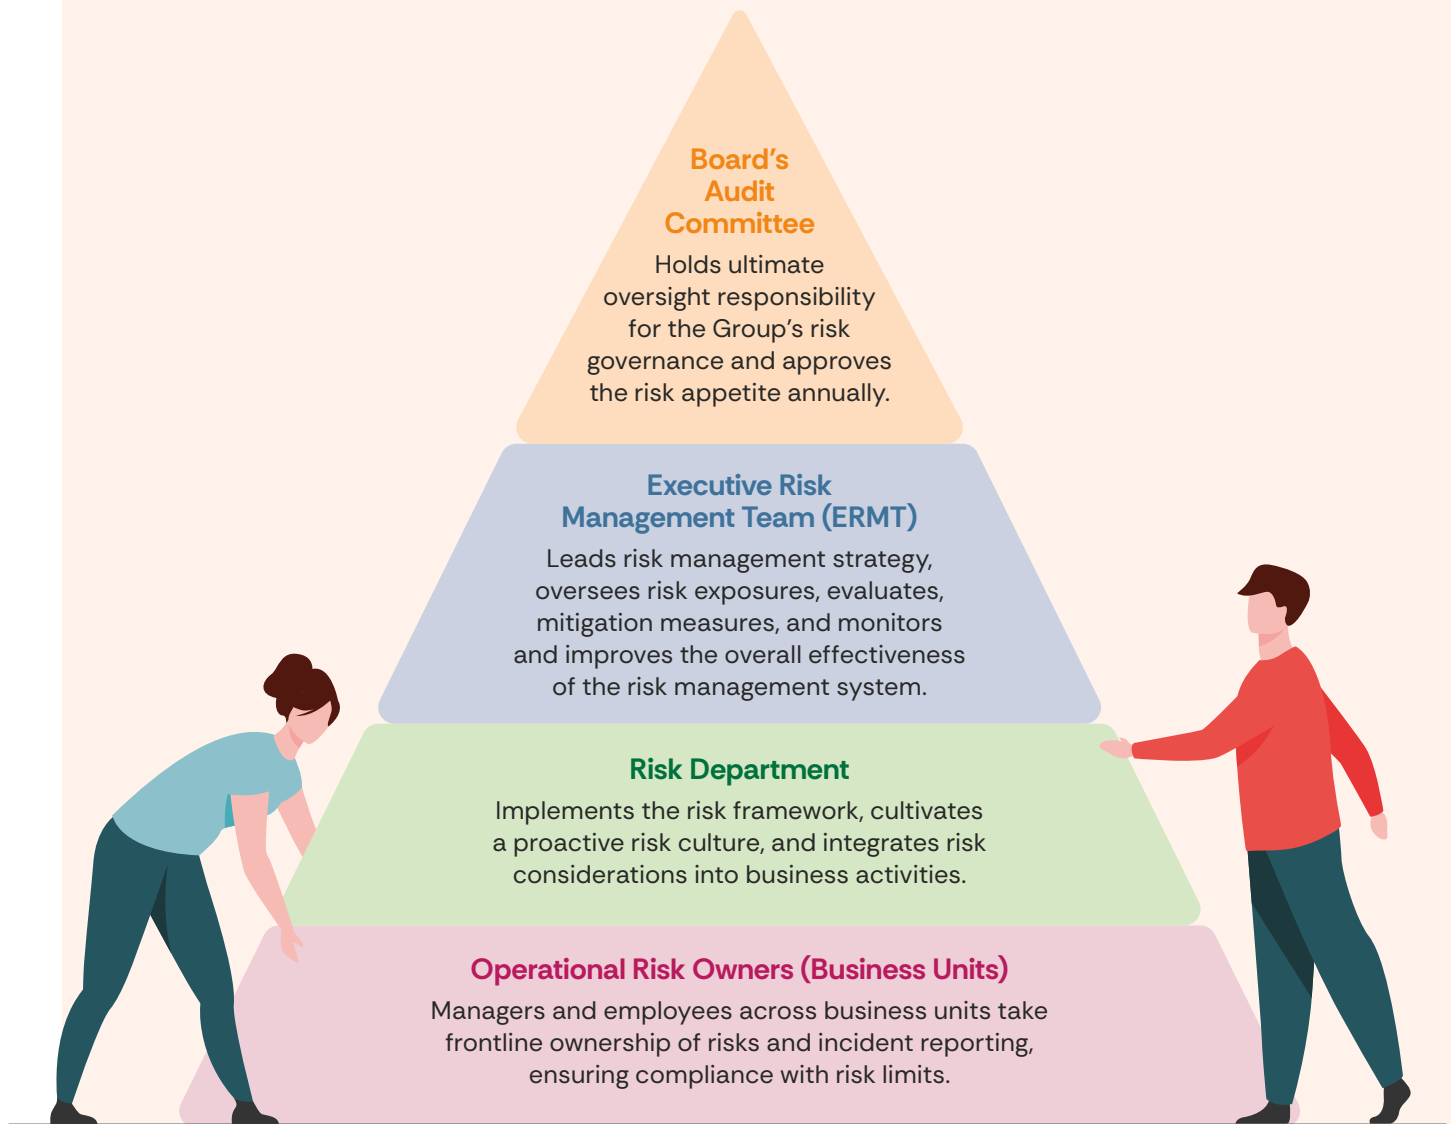 Board’s
Audit
Committee
Holds ultimate
oversight responsibility
for the Group’s risk
governance and approves
the risk appetite annually.
Executive Risk
Management Team (ERMT)
Leads risk management strategy,
oversees risk exposures, evaluates,
mitigation measures, and monitors
and improves the overall effectiveness
of the risk management system.
Risk Department
Implements the risk framework, cultivates
a proactive risk culture, and integrates risk
considerations into business activities.
Operational Risk Owners (Business Units)
Managers and employees across business units take
frontline ownership of risks and incident reporting,
ensuring compliance with risk limits.